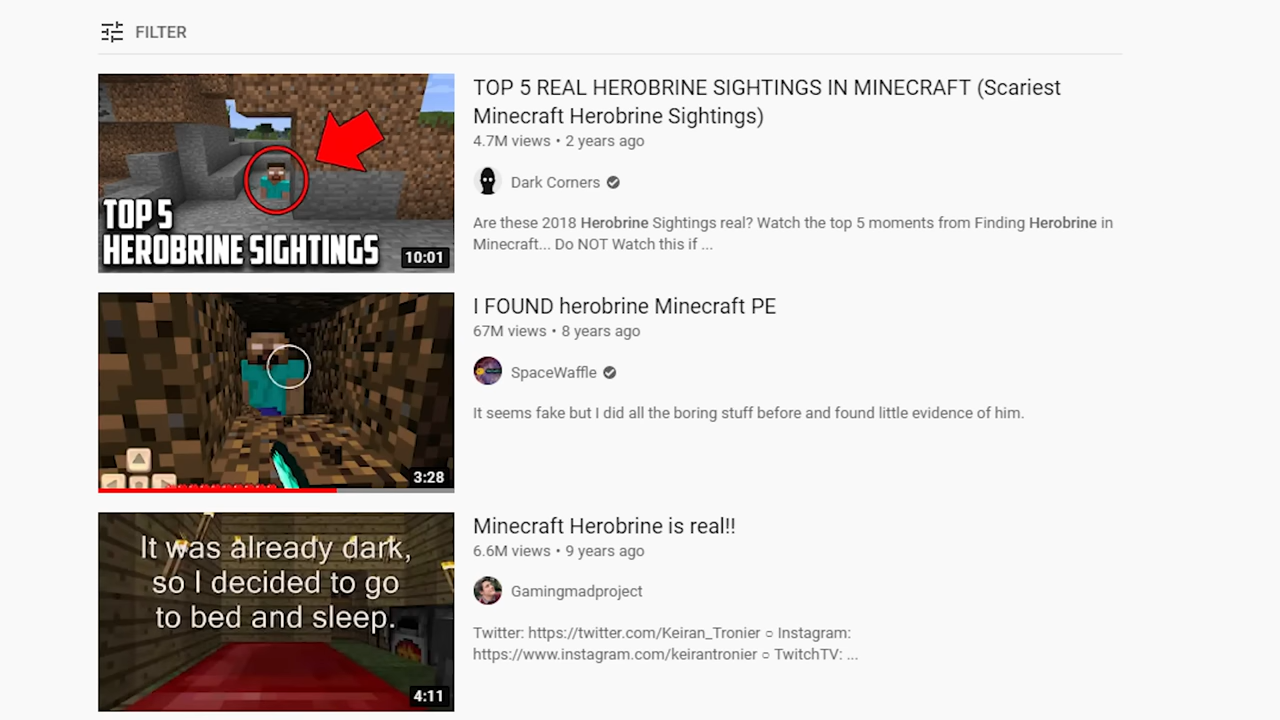 FILTER
TOP 5
HEROBRINE SIGHTINGS
10:01
TOP 5 REAL HEROBRINE SIGHTINGS IN MINECRAFT (Scariest
Minecraft Herobrine Sightings)
4.7M views • 2 years ago
Dark Corners
Are these 2018 Herobrine Sightings real? Watch the top 5 moments from Finding Herobrine in
Minecraft... Do NOT Watch this if ...
3:28
I FOUND herobrine Minecraft PE
67M views • 8 years ago
SpaceWaffle
It seems fake but I did all the boring stuff before and found little evidence of him.
It was already dark,
so I decided to go
to bed and sleep.
4:11
Minecraft Herobrine is real!!
6.6M views • 9 years ago
Gamingmadproject
Twitter: https://twitter.com/Keiran_Tronier ○ Instagram:
https://www.instagram.com/keirantronier ○ TwitchTV: ...